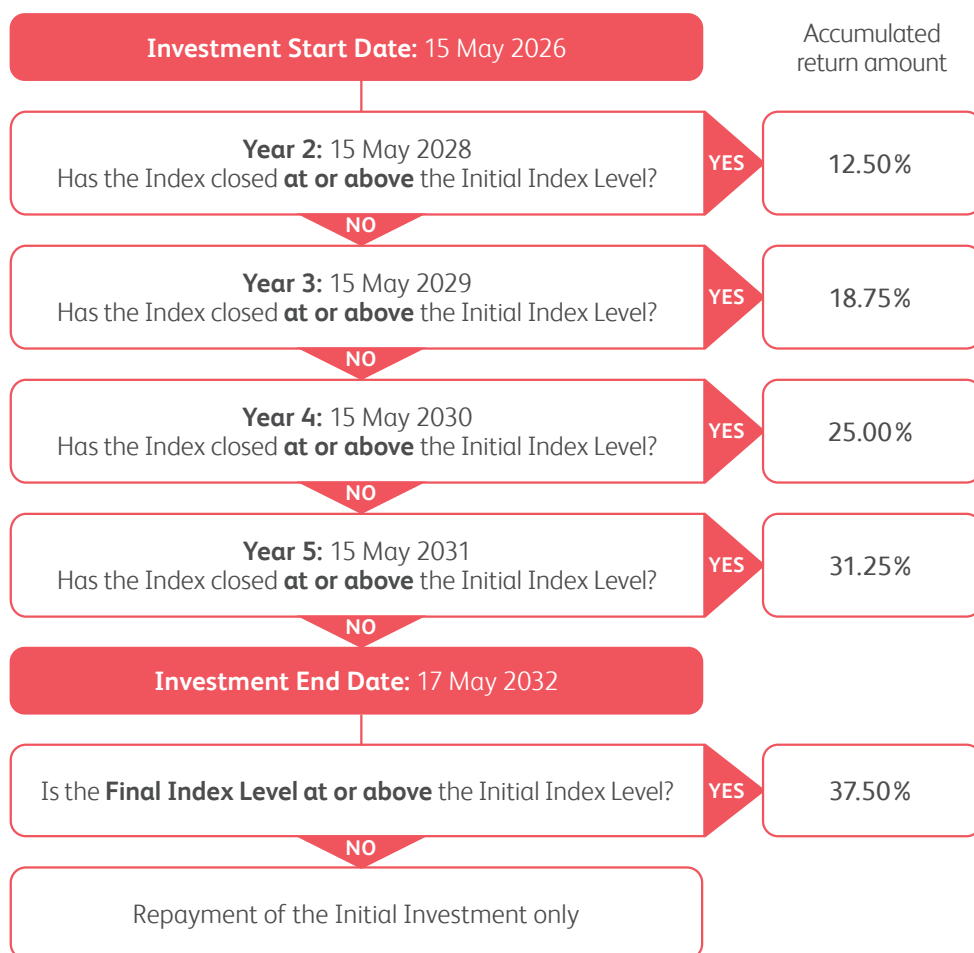 Investment Start Date: 15 May 2026
Accumulated
return amount
Year 2: 15 May 2028
Has the Index closed at or above the Initial Index Level?
YES
12.50%
NO
Year 3: 15 May 2029
Has the Index closed at or above the Initial Index Level?
YES
18.75%
NO
Year 4: 15 May 2030
Has the Index closed at or above the Initial Index Level?
YES
25.00%
NO
Year 5: 15 May 2031
Has the Index closed at or above the Initial Index Level?
YES
31.25%
NO
Investment End Date: 17 May 2032
Is the Final Index Level at or above the Initial Index Level?
YES
37.50%
NO
Repayment of the Initial Investment only